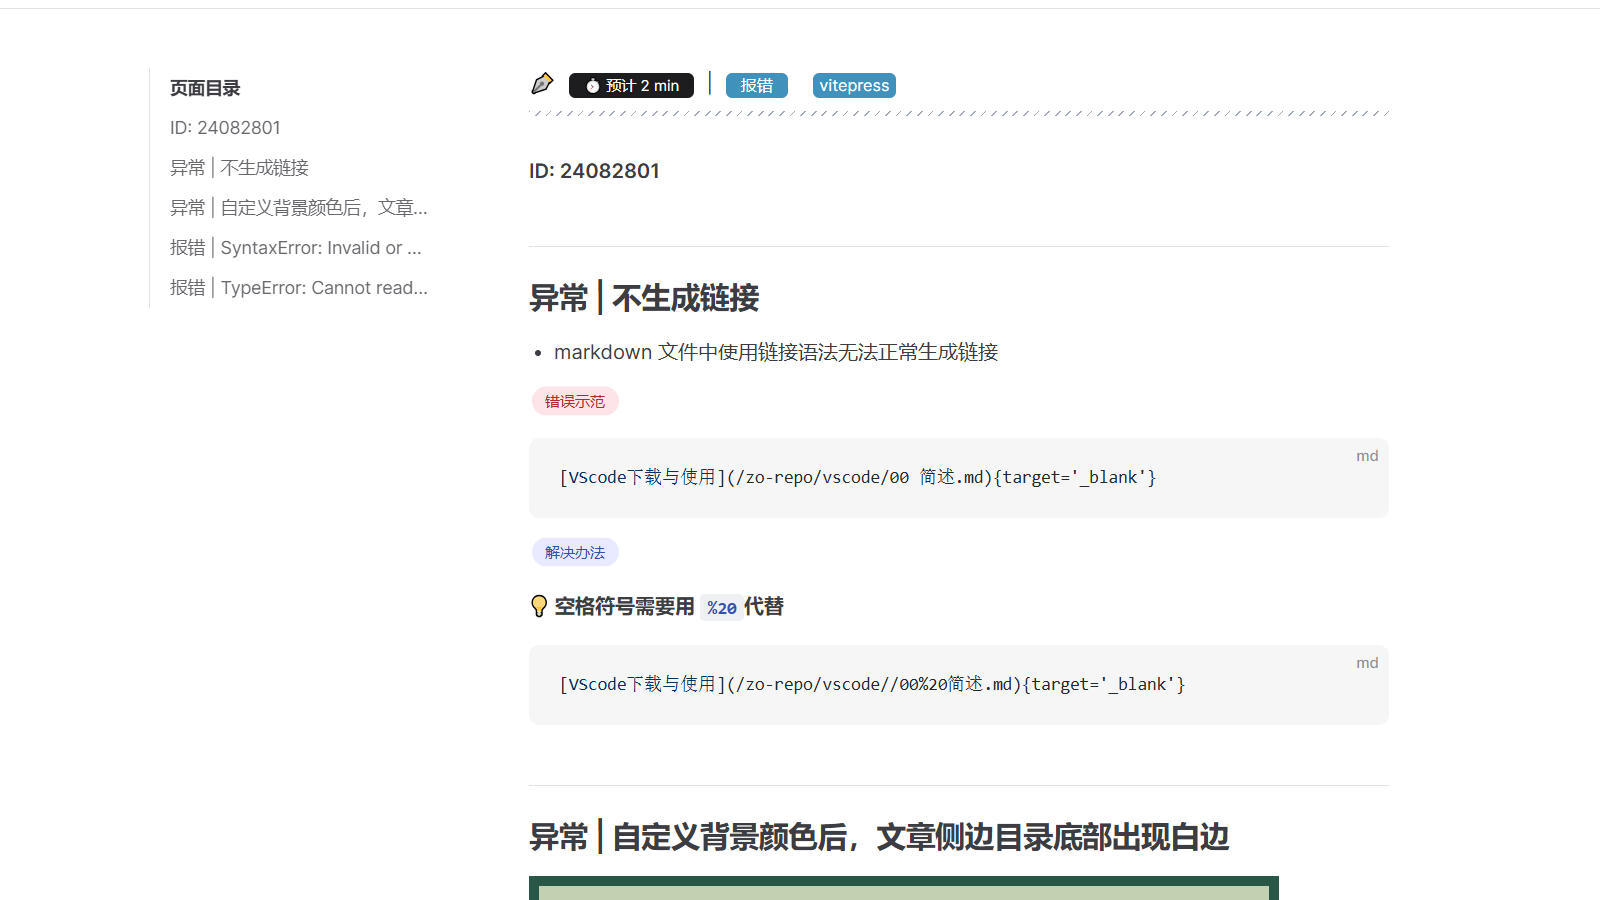 页面目录
ID: 24082801
异常 | 不生成链接
异常 | 自定义背景颜色后，文章...
报错 | SyntaxError: Invalid or ...
报错 | TypeError: Cannot read...
预计 2 min | 报错 vitepress
ID: 24082801
异常 | 不生成链接
• markdown 文件中使用链接语法无法正常生成链接
错误示范
md
[VScode下载与使用](/zo-repo/vscode/00 简述.md){target='_blank'}
解决办法
空格符号需要用 %20 代替
md
[VScode下载与使用](/zo-repo/vscode//00%20简述.md){target='_blank'}
异常 | 自定义背景颜色后，文章侧边目录底部出现白边